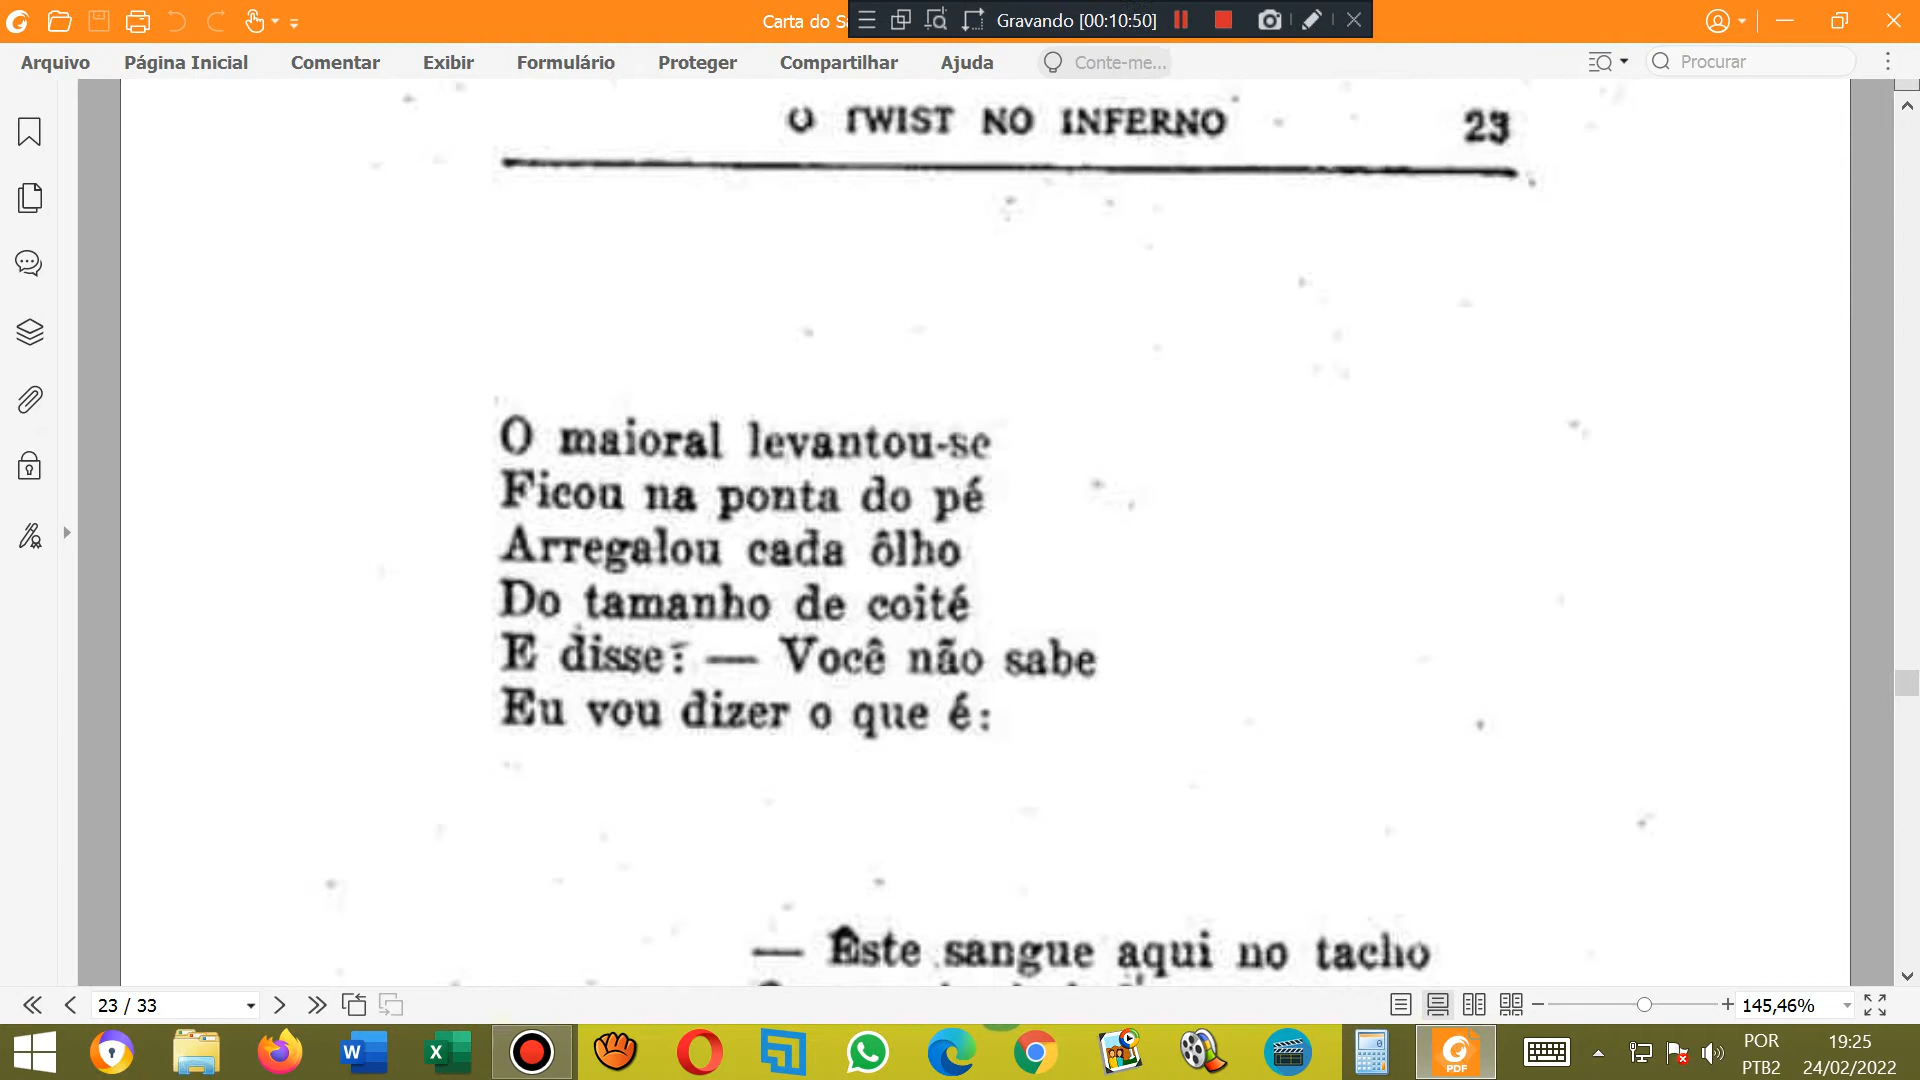 Carta do Sa
Gravando [00:10:50]
Arquivo Página Inicial Comentar Exibir Formulário Proteger Compartilhar Ajuda Conte-me... Procurar
O TWIST NO INFERNO 23
O maioral levantou-se
Ficou na ponta do pé
Arregalou cada ôlho
Do tamanho de coité
E disse: — Você não sabe
Eu vou dizer o que é:
— Êste sangue aqui no tacho
23 / 33
145,46%
POR
PTB2
19:25
24/02/2022
PDF